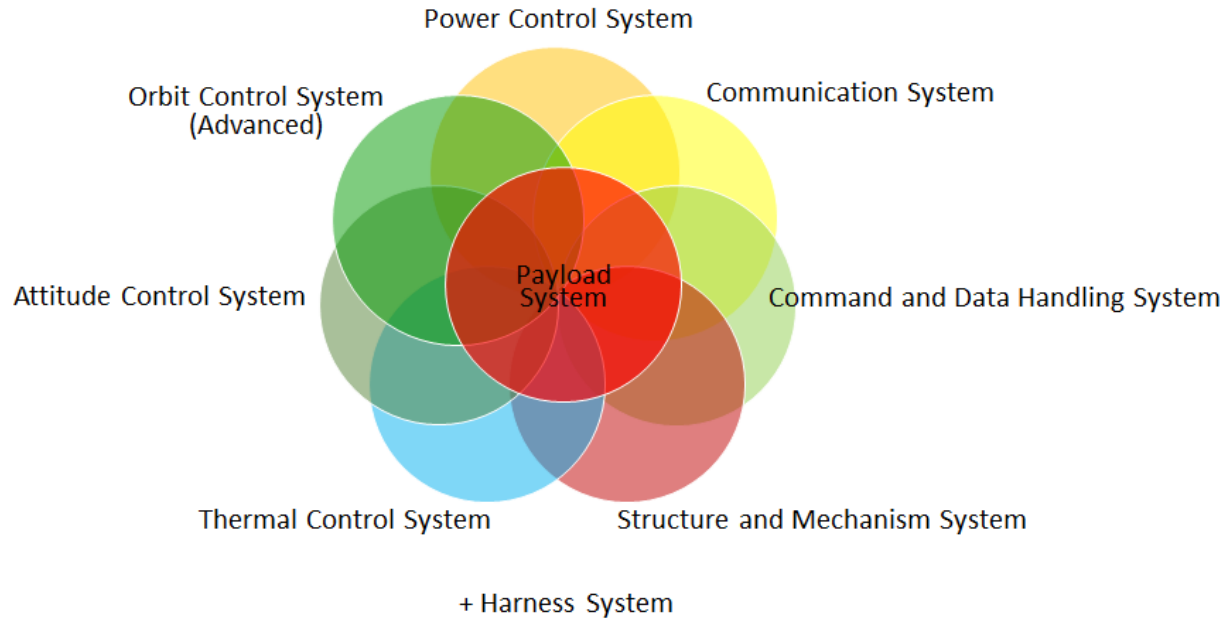 Power Control System
Orbit Control System
(Advanced)
Communication System
Payload
System
Attitude Control System
Command and Data Handling System
Thermal Control System
Structure and Mechanism System
+ Harness System